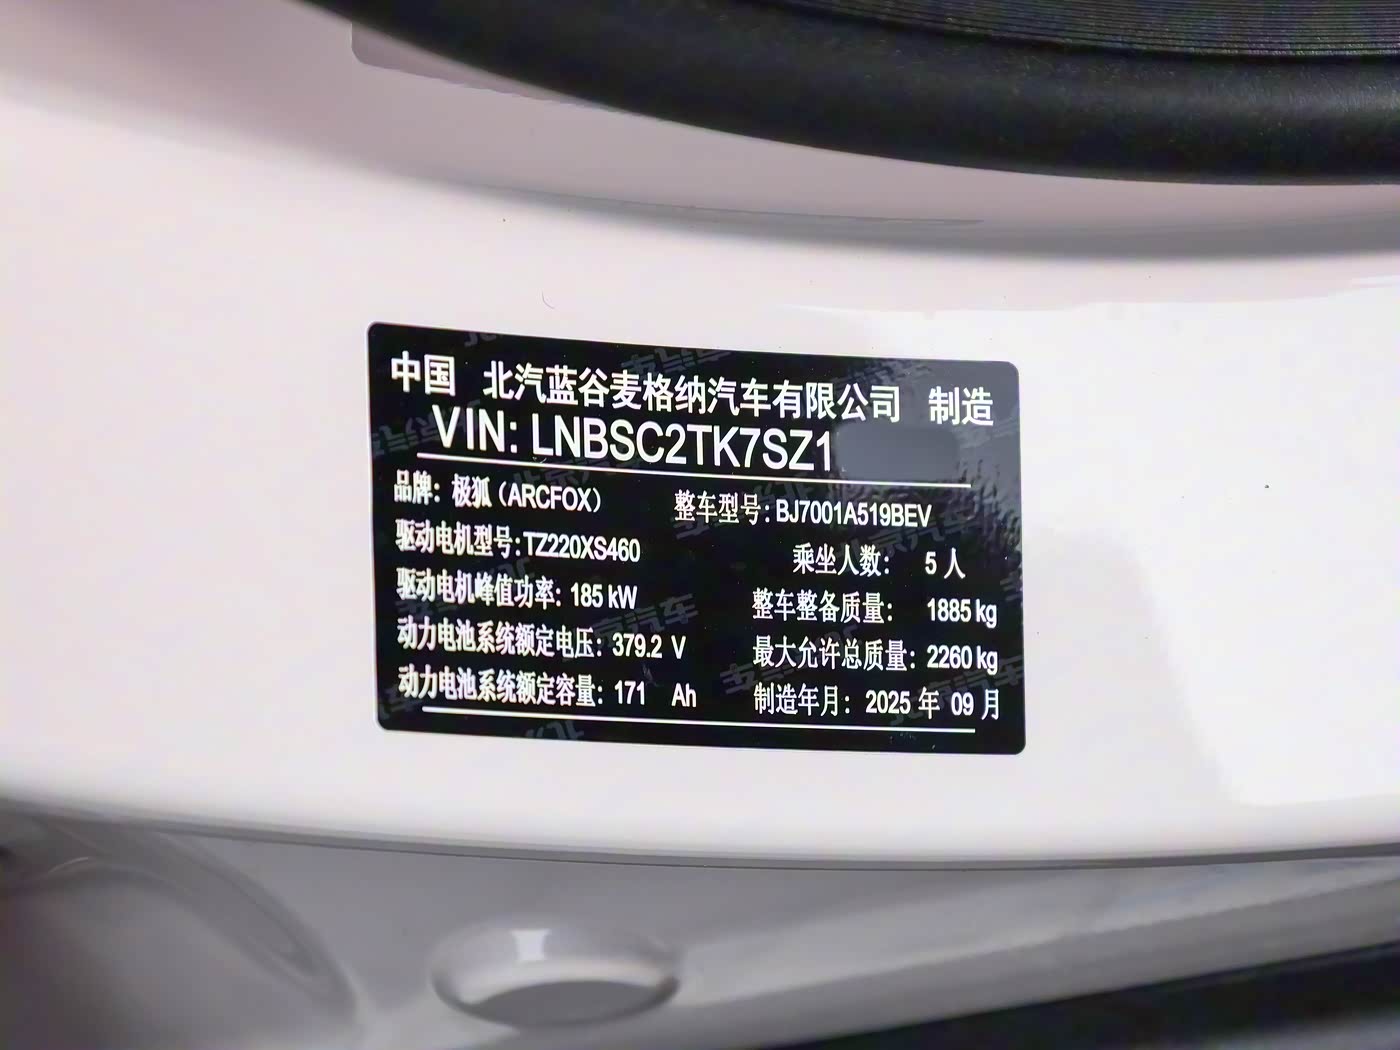 中国 北汽蓝谷麦格纳汽车有限公司 制造
VIN: LNBSC2TK7SZ1
品牌: 极狐（ARCFOX） 整车型号: BJ7001A519BEV
驱动电机型号: TZ220XS460 乘坐人数: 5 人
驱动电机峰值功率: 185 kW 整车整备质量: 1885 kg
动力电池系统额定电压: 379.2 V 最大允许总质量: 2260 kg
动力电池系统额定容量: 171 Ah 制造年月: 2025 年 09 月